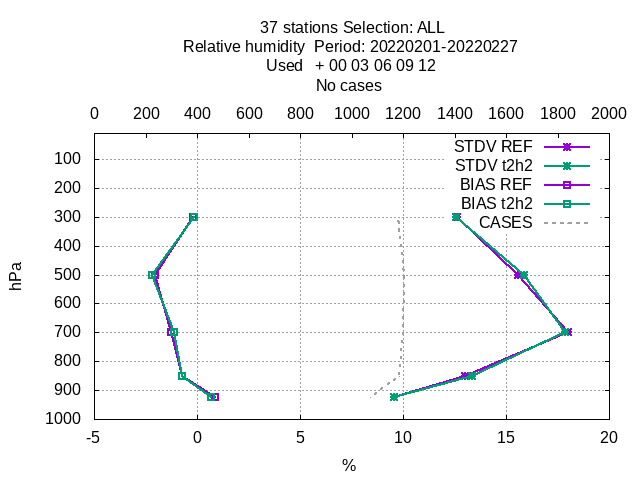 37 stations Selection: ALL
Relative humidity  Period: 20220201-20220227
Used   + 00 03 06 09 12
No cases
0 200 400 600 800 1000 1200 1400 1600 1800 2000
STDV REF
STDV t2h2
BIAS REF
BIAS t2h2
CASES
100
200
300
400
500
600
700
800
900
1000
hPa
-5 0 5 10 15 20
%